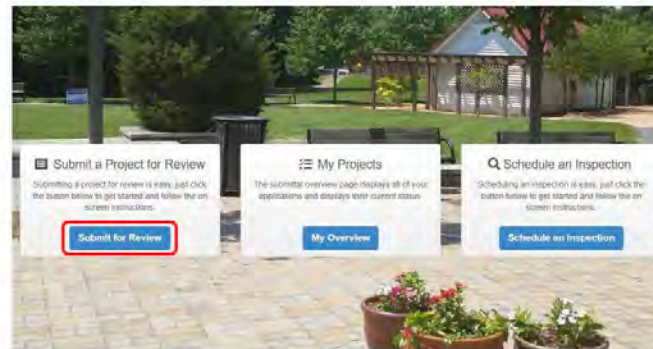 Submit a Project for Review
Submitting a project for review is easy, just click
the button below to get started and follow the on
screen instructions.
Submit for Review
My Projects
The submittal overview page displays all of your
applications and displays their current status.
My Overview
Schedule an Inspection
Scheduling an inspection is easy, just click the
button below to get started and follow the on
screen instructions.
Schedule an Inspection